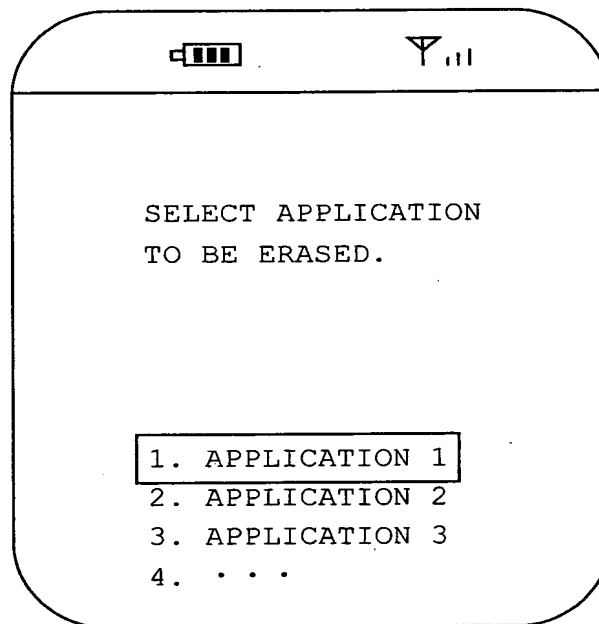 SELECT APPLICATION
TO BE ERASED.
1. APPLICATION 1
2. APPLICATION 2
3. APPLICATION 3
4. · · ·